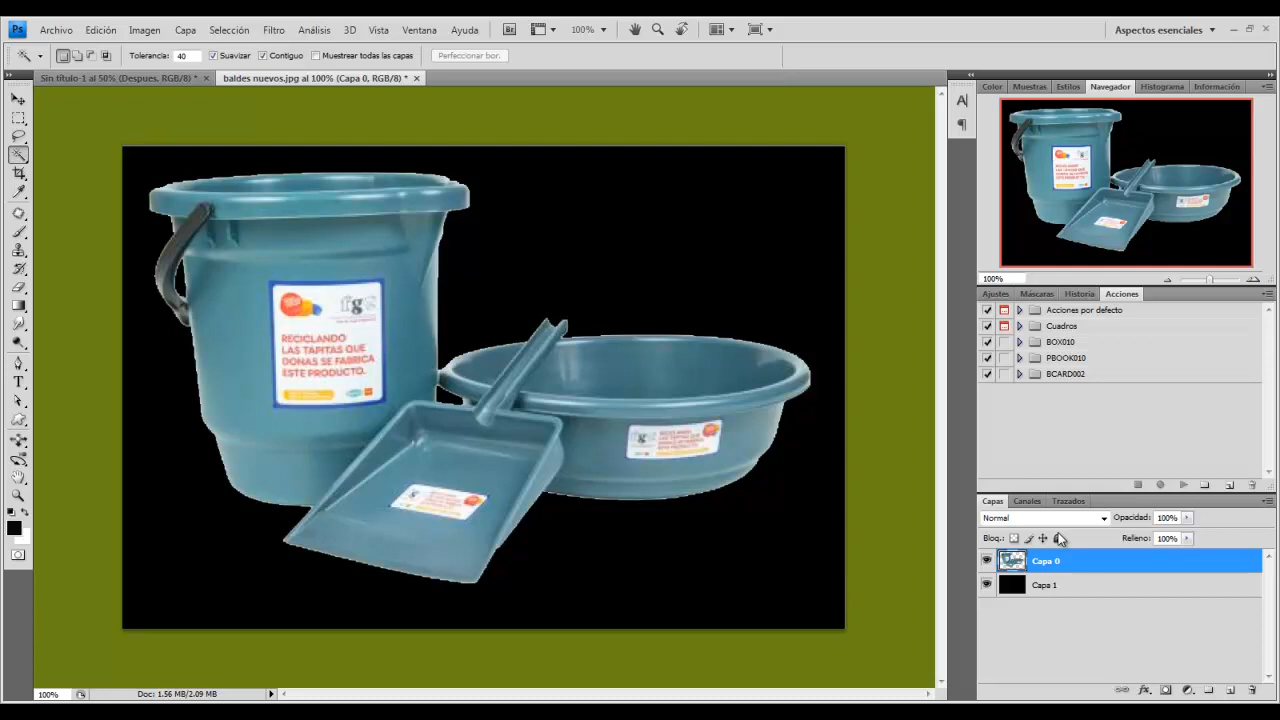 Ps Archivo Edición Imagen Capa Selección Filtro Análisis 3D Vista Ventana Ayuda Br 100% Aspectos esenciales
Tolerancia: 40 Suavizar Contiguo Muestrear todas las capas Perfeccionar bor.
Sin título-1 al 50% (Despues, RGB/8) * baldes nuevos.jpg al 100% (Capa 0, RGB/8) *
Color Muestras Estilos Navegador Histograma Información
A
RECICLANDO
LAS TAPITAS QUE
DONAS SE FABRICA
ESTE PRODUCTO.
100%
Ajustes Máscaras Historia Acciones
Acciones por defecto
Cuadros
BOX010
PBOOK010
BCARD002
Capas Canales Trazados
Normal Opacidad: 100%
Bloq.: Relleno: 100%
Capa 0
Capa 1
T
100% Doc: 1.56 MB/2.09 MB